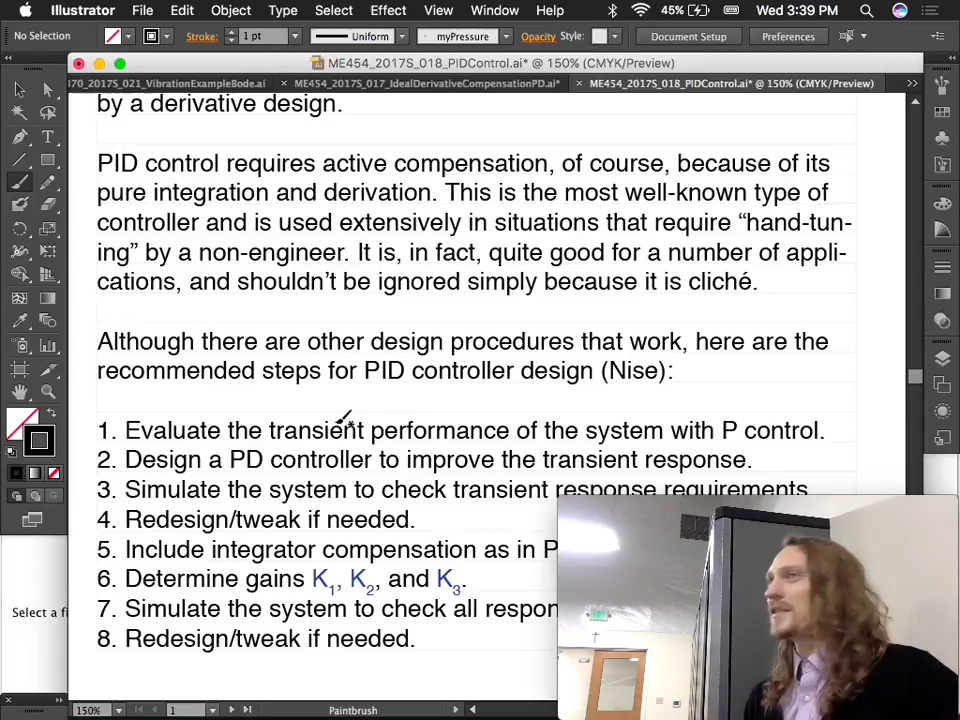 Illustrator File Edit Object Type Select Effect View Window Help 45% Wed 3:39 PM
No Selection Stroke: 1 pt Uniform myPressure Opacity Style: Document Setup Preferences
ME454_2017S_018_PIDControl.ai* @ 150% (CMYK/Preview)
I70_2017S_021_VibrationExampleBode.ai ME454_2017S_017_IdealDerivativeCompensationPD.ai* ME454_2017S_018_PIDControl.ai* @ 150% (CMYK/Preview)
by a derivative design.
PID control requires active compensation, of course, because of its
pure integration and derivation. This is the most well-known type of
controller and is used extensively in situations that require “hand-tun-
ing” by a non-engineer. It is, in fact, quite good for a number of appli-
cations, and shouldn’t be ignored simply because it is cliché.
Although there are other design procedures that work, here are the
recommended steps for PID controller design (Nise):
1. Evaluate the transient performance of the system with P control.
2. Design a PD controller to improve the transient response.
3. Simulate the system to check transient response requirements.
4. Redesign/tweak if needed.
5. Include integrator compensation as in P
6. Determine gains K1, K2, and K3.
7. Simulate the system to check all respon
8. Redesign/tweak if needed.
Select a fi
150% 1 Paintbrush